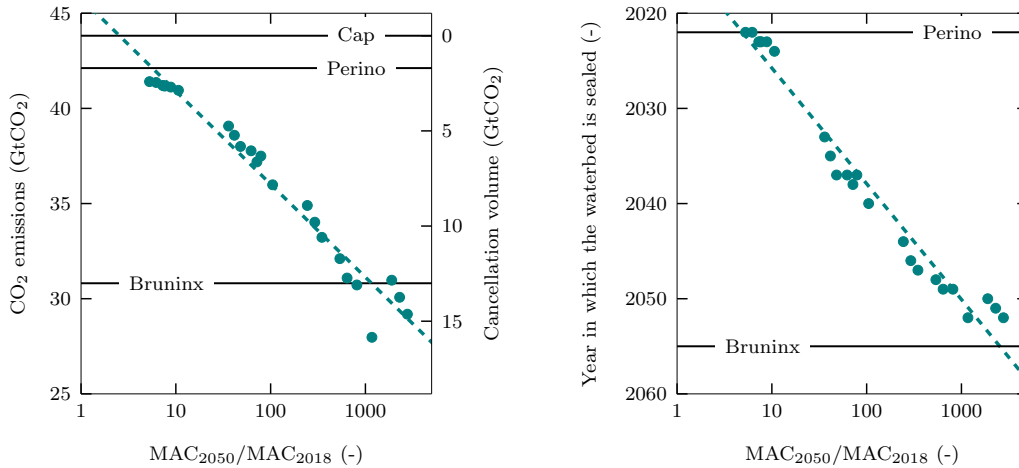 45
40
35
30
25
CO2 emissions (GtCO2)
1
10
100
1000
MAC2050/MAC2018 (-)
0
5
10
15
Cancellation volume (GtCO2)
Cap
Perino
Bruninx
2020
2030
2040
2050
2060
Year in which the waterbed is sealed (-)
1
10
100
1000
MAC2050/MAC2018 (-)
Perino
Bruninx